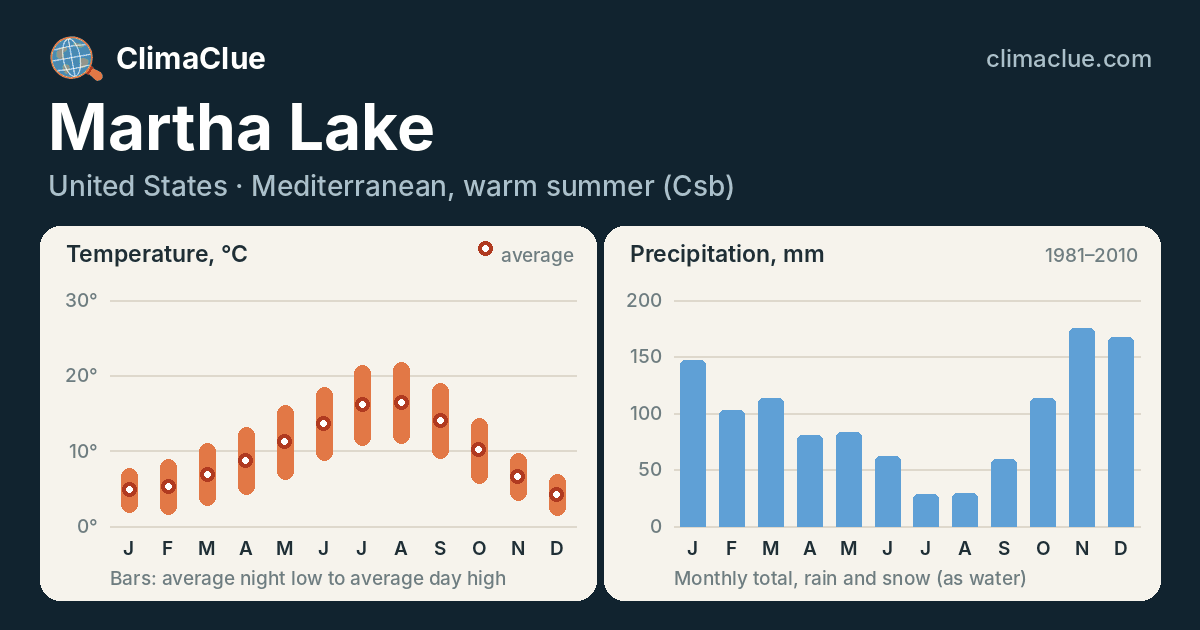 ClimaClue
climaclue.com
Martha Lake
United States · Mediterranean, warm summer (Csb)
Temperature, °C
average
30°
20°
10°
0°
J F M A M J J A S O N D
Bars: average night low to average day high
Precipitation, mm
1981–2010
200
150
100
50
0
J F M A M J J A S O N D
Monthly total, rain and snow (as water)